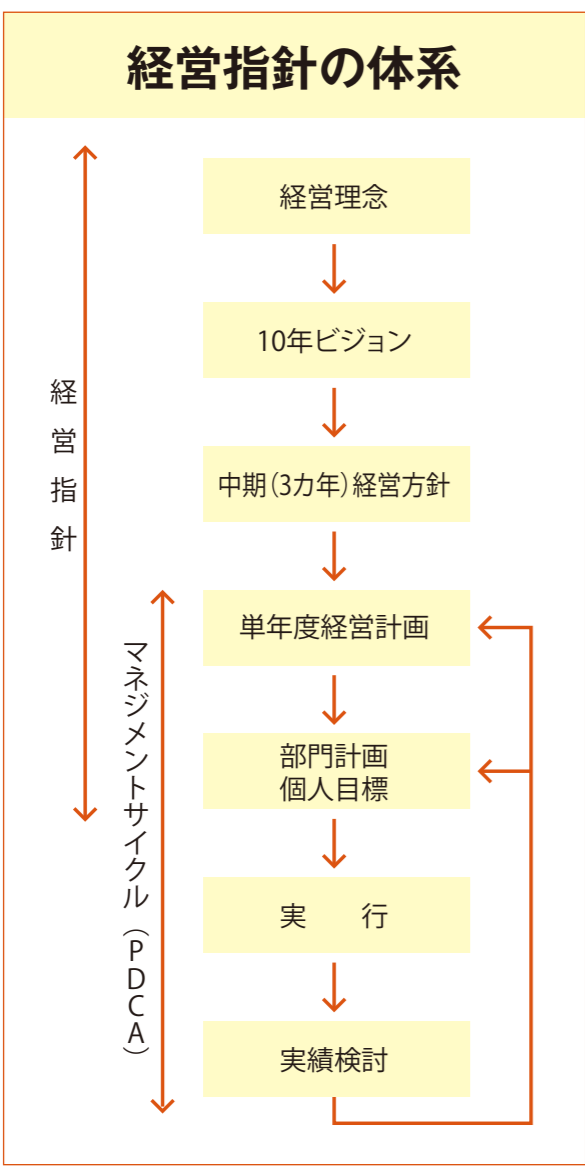 経営指針の体系
経営指針
経営理念
10年ビジョン
中期(3カ年)経営方針
マネジメントサイクル(PDCA)
単年度経営計画
部門計画
個人目標
実　　行
実績検討